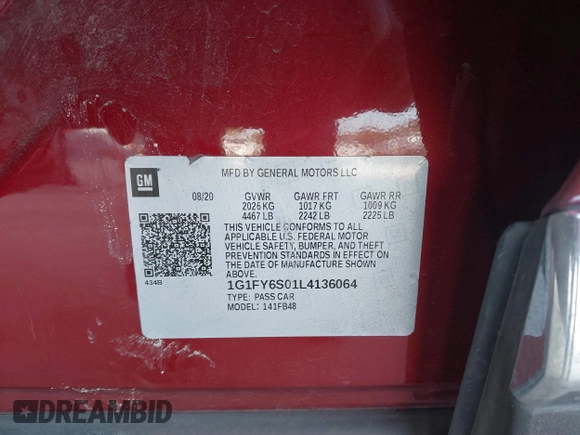 GM
MFD BY GENERAL MOTORS LLC
08/20 GVWR GAWR FRT GAWR RR
2026 KG 1017 KG 1009 KG
4467 LB 2242 LB 2225 LB
THIS VEHICLE CONFORMS TO ALL
APPLICABLE U.S. FEDERAL MOTOR
VEHICLE SAFETY, BUMPER, AND THEFT
PREVENTION STANDARDS IN EFFECT ON
THE DATE OF MANUFACTURE SHOWN
ABOVE.
434B
1G1FY6S01L4136064
TYPE: PASS CAR
MODEL: 141FB48
DREAMBID